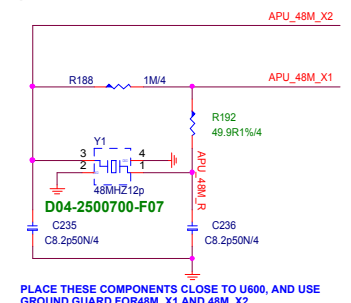 APU_48M_X2
APU_48M_X1
R188
1M/4
R192
49.9R1%/4
Y1
3
4
2
1
APU_48M_R
48MHZ12p
D04-2500700-F07
C235
C8.2p50N/4
C236
C8.2p50N/4
PLACE THESE COMPONENTS CLOSE TO U600, AND USE
GROUND GUARD FOR48M_X1 AND 48M_X2